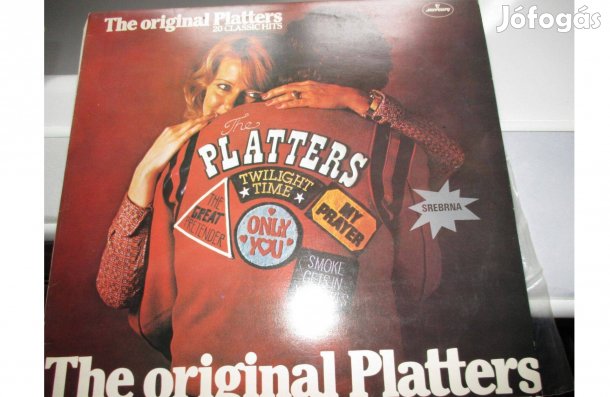 The original Platters
20 CLASSIC HITS
mercury
Jófogás
The
PLATTERS
TWILIGHT
TIME
THE
GREAT
PRETENDER
ONLY
YOU
MY
PRAYER
SREBRNA
SMOKE
GETS IN
The original Platters